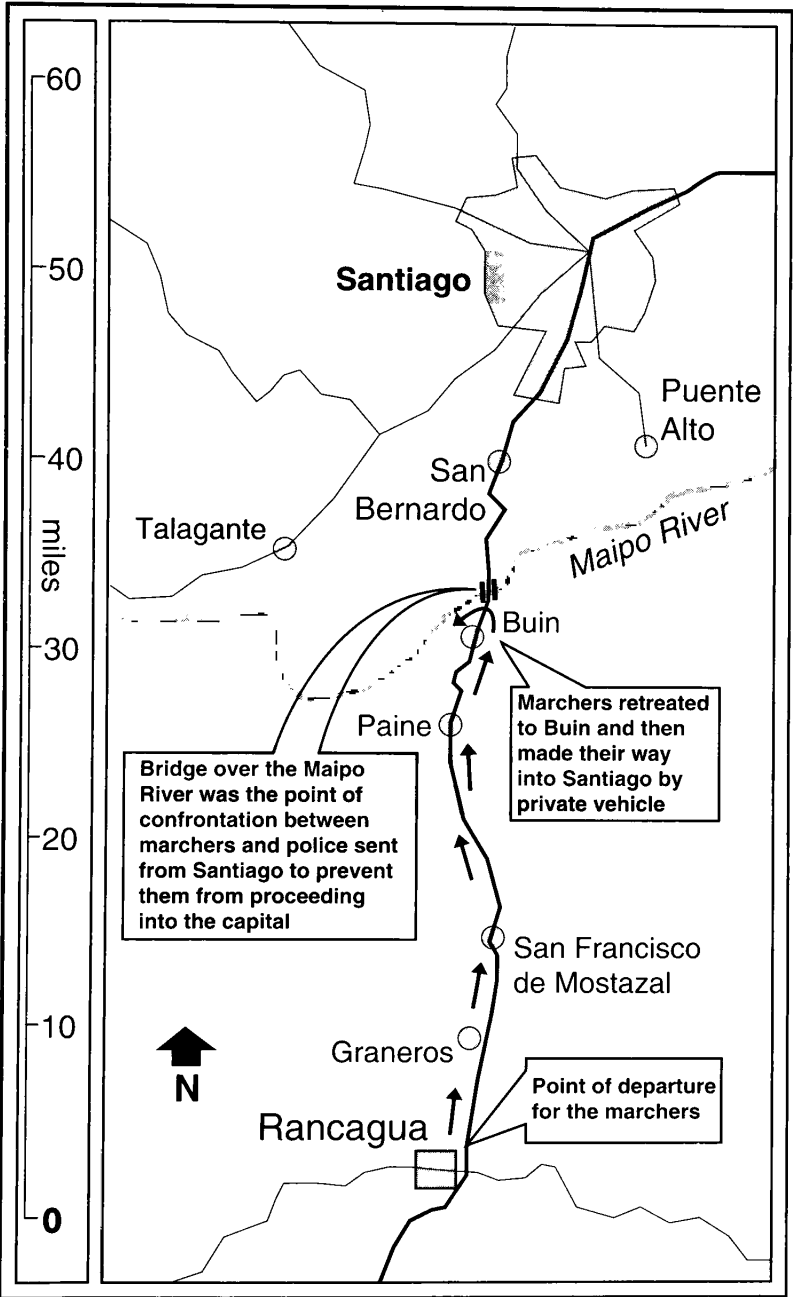 60
50
40
30
20
10
0
miles
Santiago
Puente
Alto
San
Bernardo
Talagante
Maipo River
Buin
Marchers retreated
to Buin and then
made their way
into Santiago by
private vehicle
Paine
Bridge over the Maipo
River was the point of
confrontation between
marchers and police sent
from Santiago to prevent
them from proceeding
into the capital
San Francisco
de Mostazal
Graneros
N
Point of departure
for the marchers
Rancagua